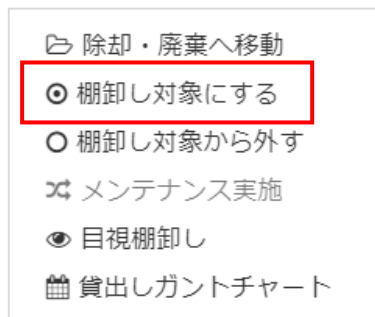 除却・廃棄へ移動
棚卸し対象にする
棚卸し対象から外す
メンテナンス実施
目視棚卸し
貸出しガントチャート